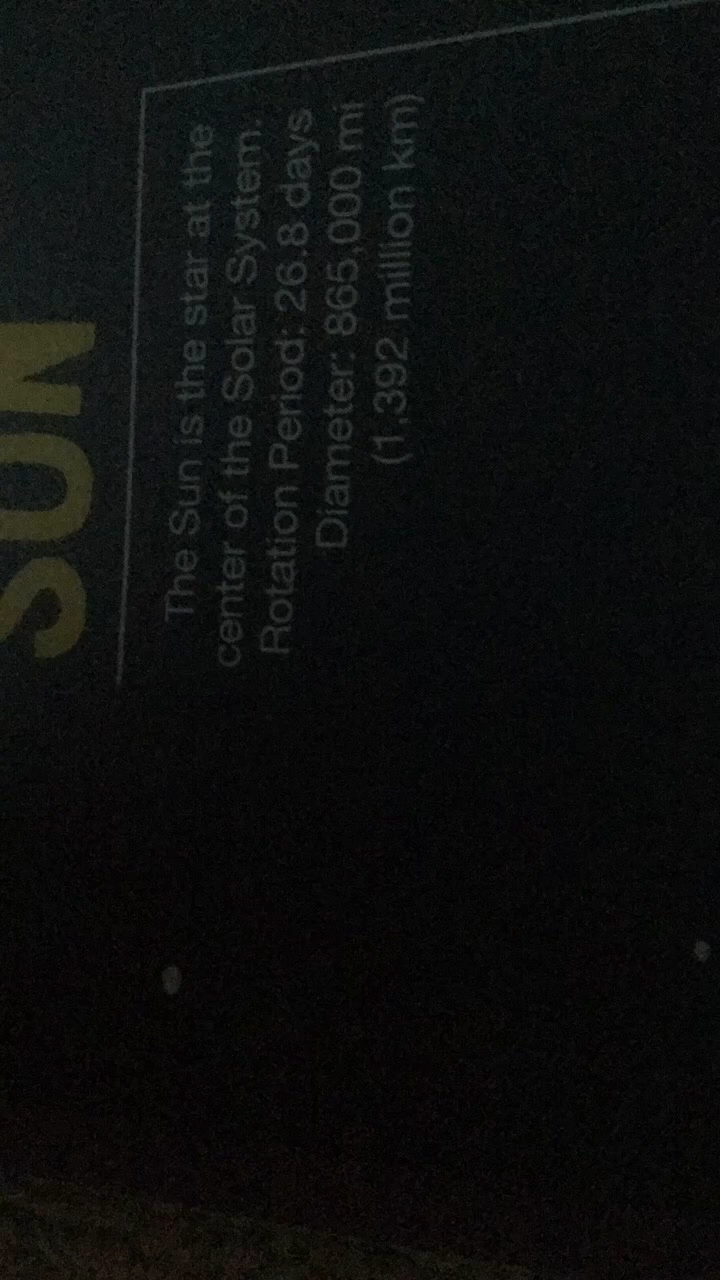 SUN
The Sun is the star at the
center of the Solar System.
Rotation Period: 26.8 days
Diameter: 865,000 mi
(1.392 million km)